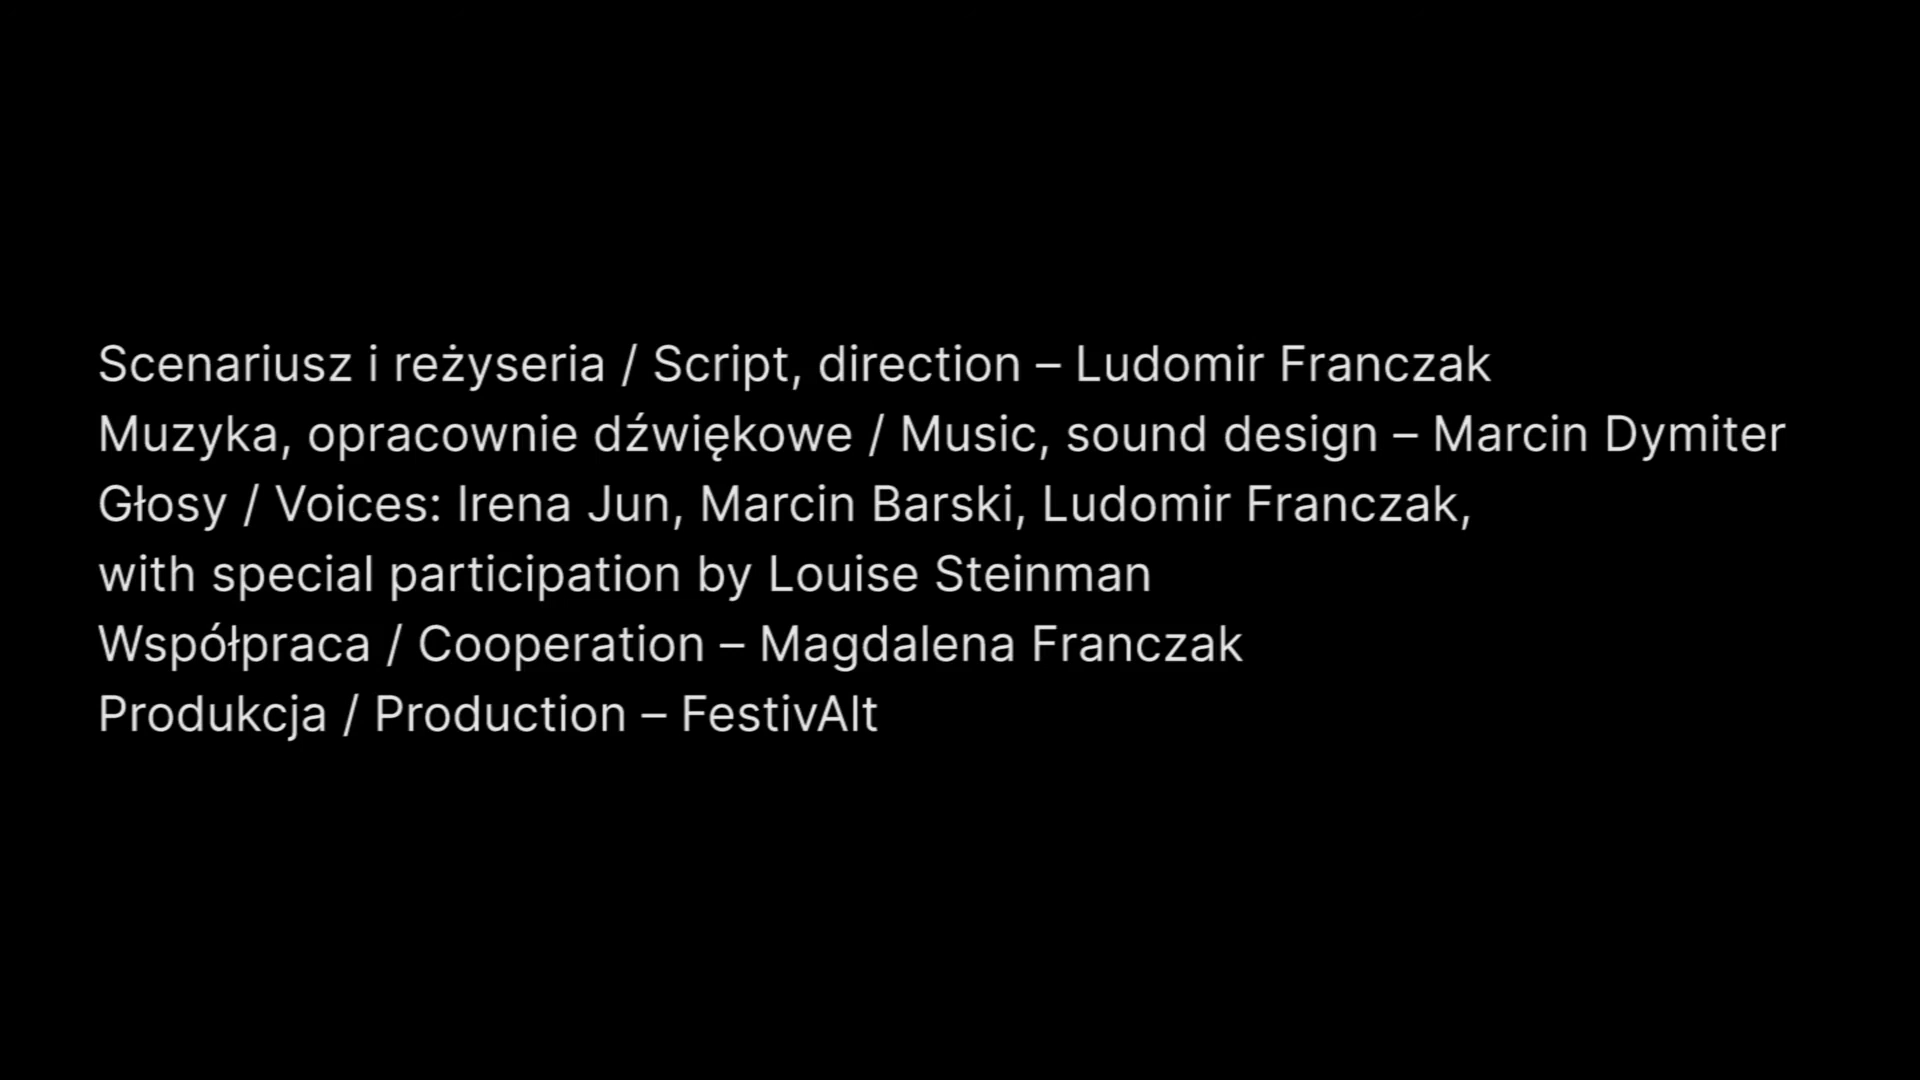 Scenariusz i reżyseria / Script, direction – Ludomir Franczak
Muzyka, opracownie dźwiękowe / Music, sound design – Marcin Dymiter
Głosy / Voices: Irena Jun, Marcin Barski, Ludomir Franczak,
with special participation by Louise Steinman
Współpraca / Cooperation – Magdalena Franczak
Produkcja / Production – FestivAlt